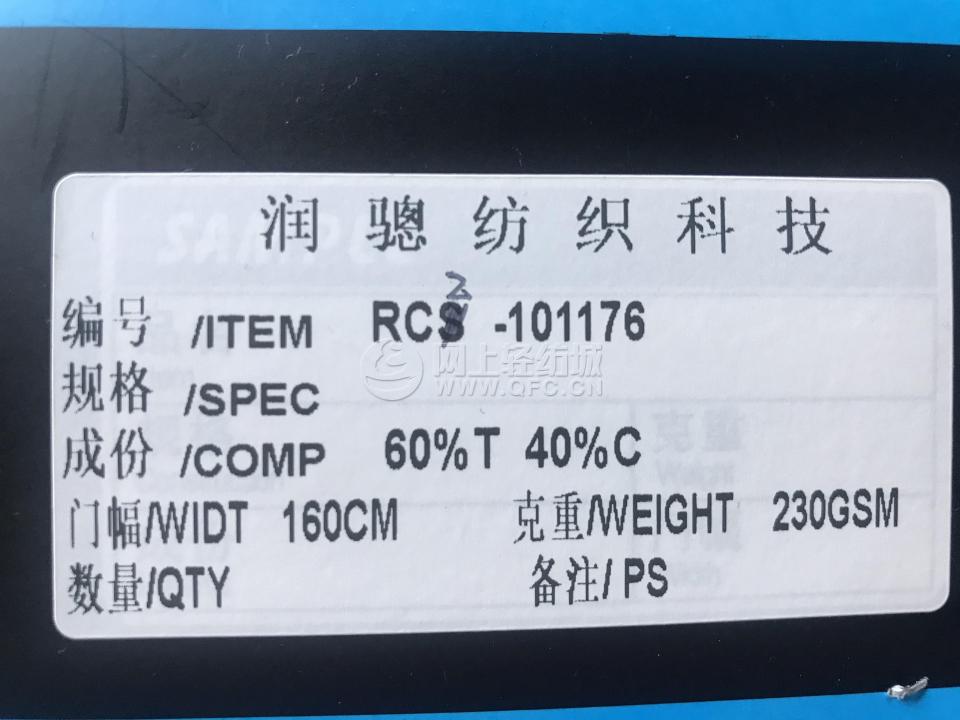 润骢纺织科技
编号/ITEM RCS-101176
2
规格/SPEC
网上轻纺城
WWW.QFC.CN
成份/COMP 60%T 40%C
门幅/WIDT 160CM 克重/WEIGHT 230GSM
数量/QTY 备注/PS